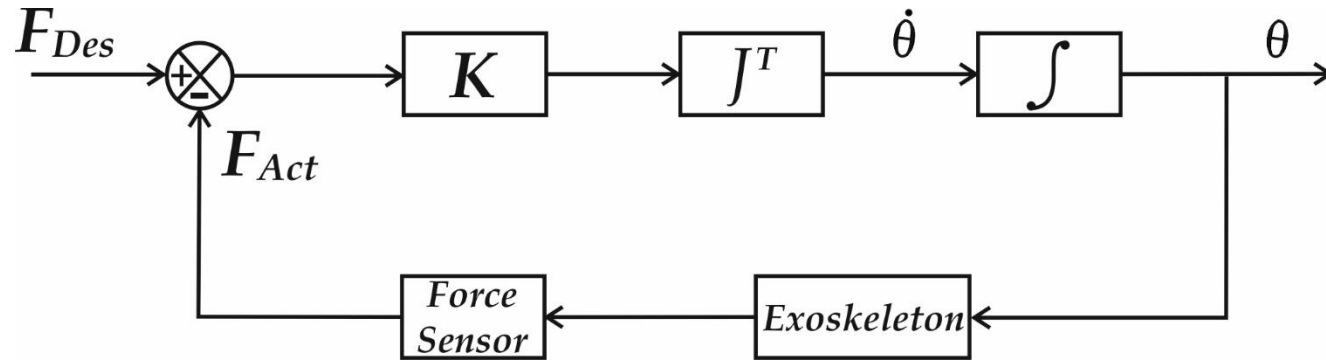 F_Des
+
-
K
J^T
θ̇
∫
θ
F_Act
Force
Sensor
Exoskeleton